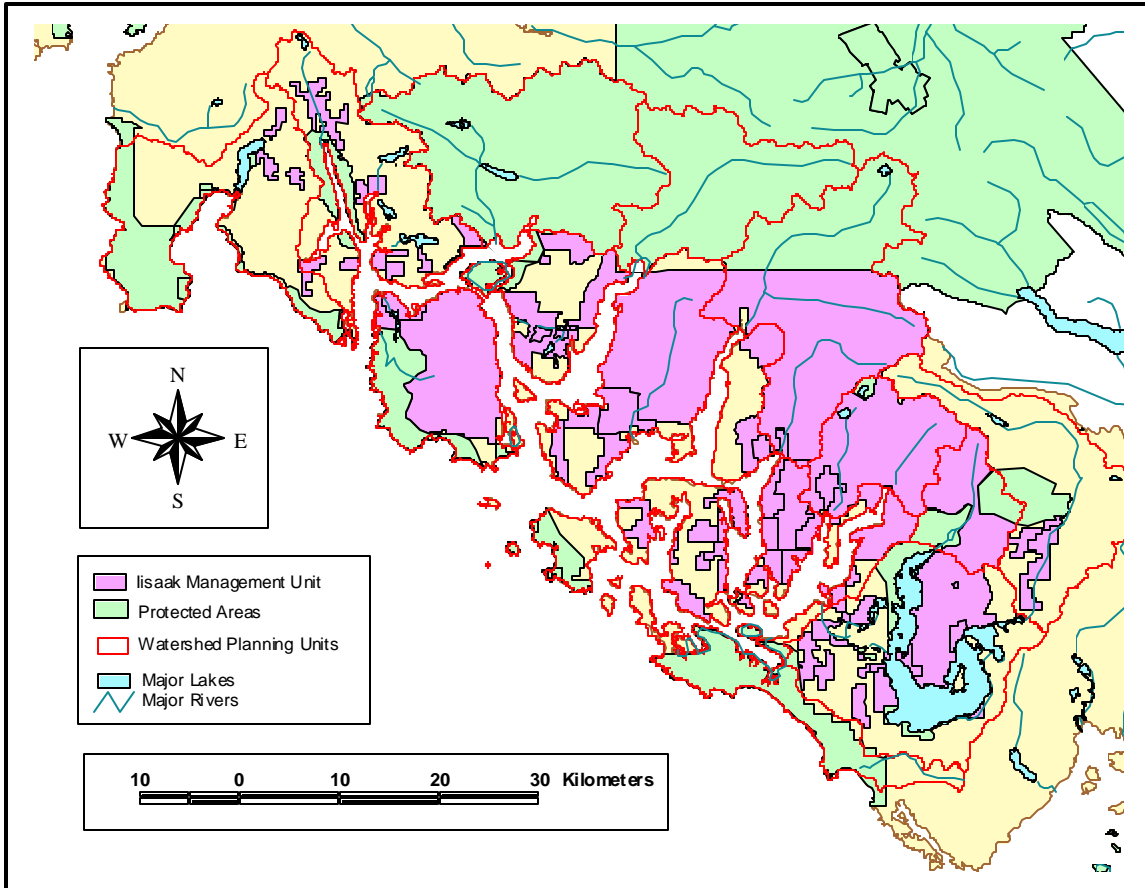 N
W E
S
Iisaak Management Unit
Protected Areas
Watershed Planning Units
Major Lakes
Major Rivers
10 0 10 20 30 Kilometers